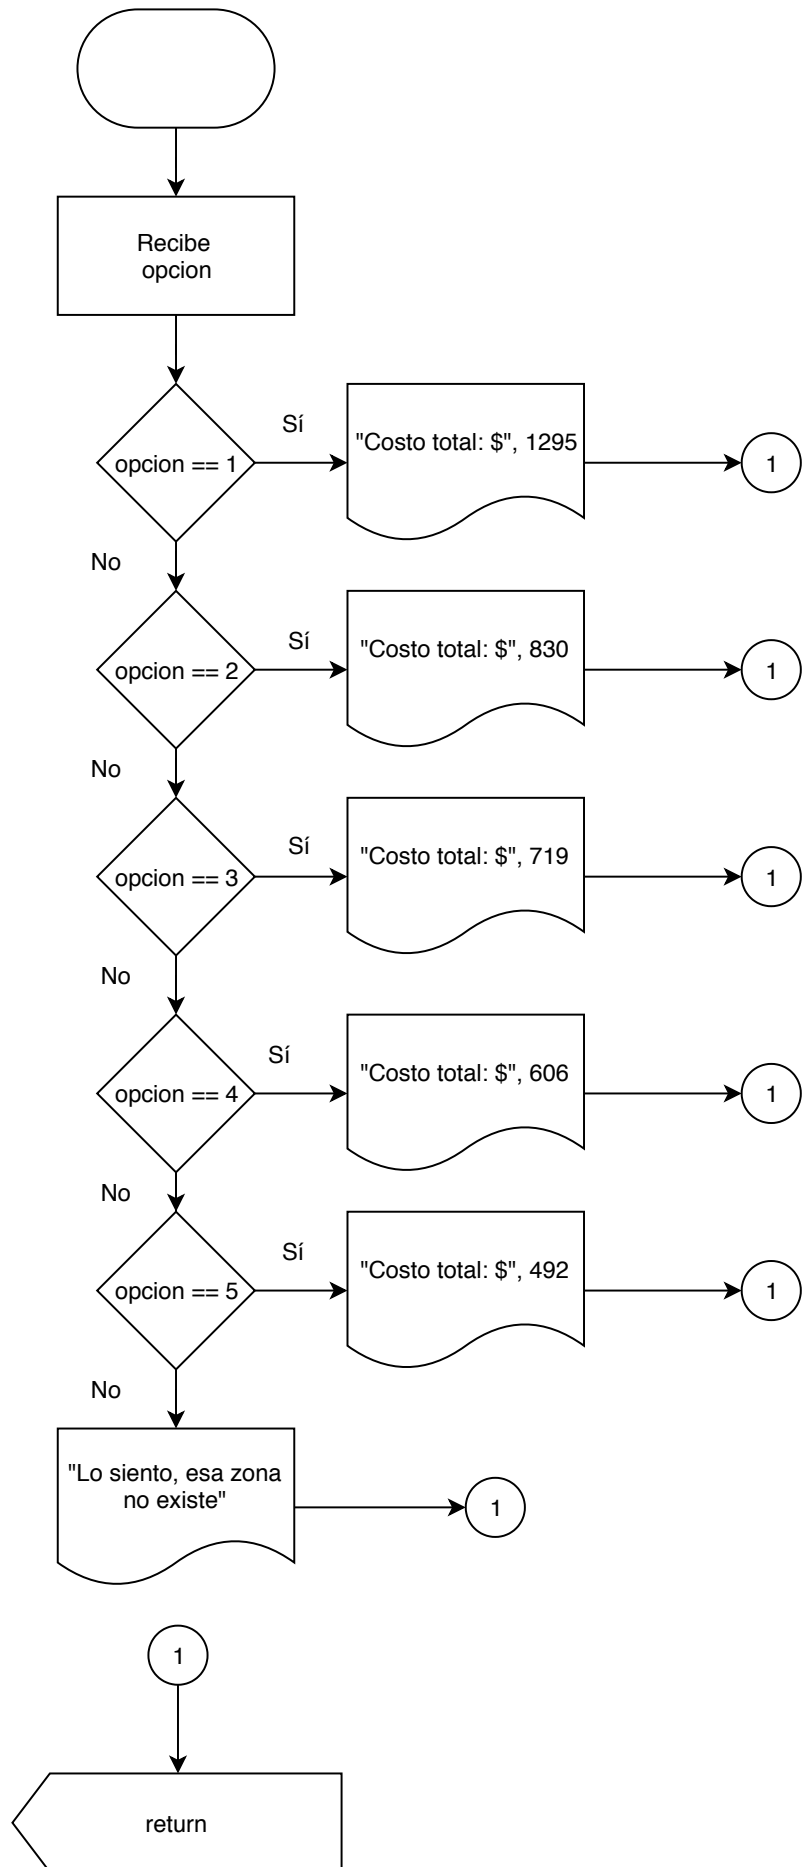 Recibe
opcion
opcion == 1
Sí
"Costo total: $", 1295
1
No
opcion == 2
Sí
"Costo total: $", 830
1
No
opcion == 3
Sí
"Costo total: $", 719
1
No
opcion == 4
Sí
"Costo total: $", 606
1
No
opcion == 5
Sí
"Costo total: $", 492
1
No
"Lo siento, esa zona
no existe"
1
1
return